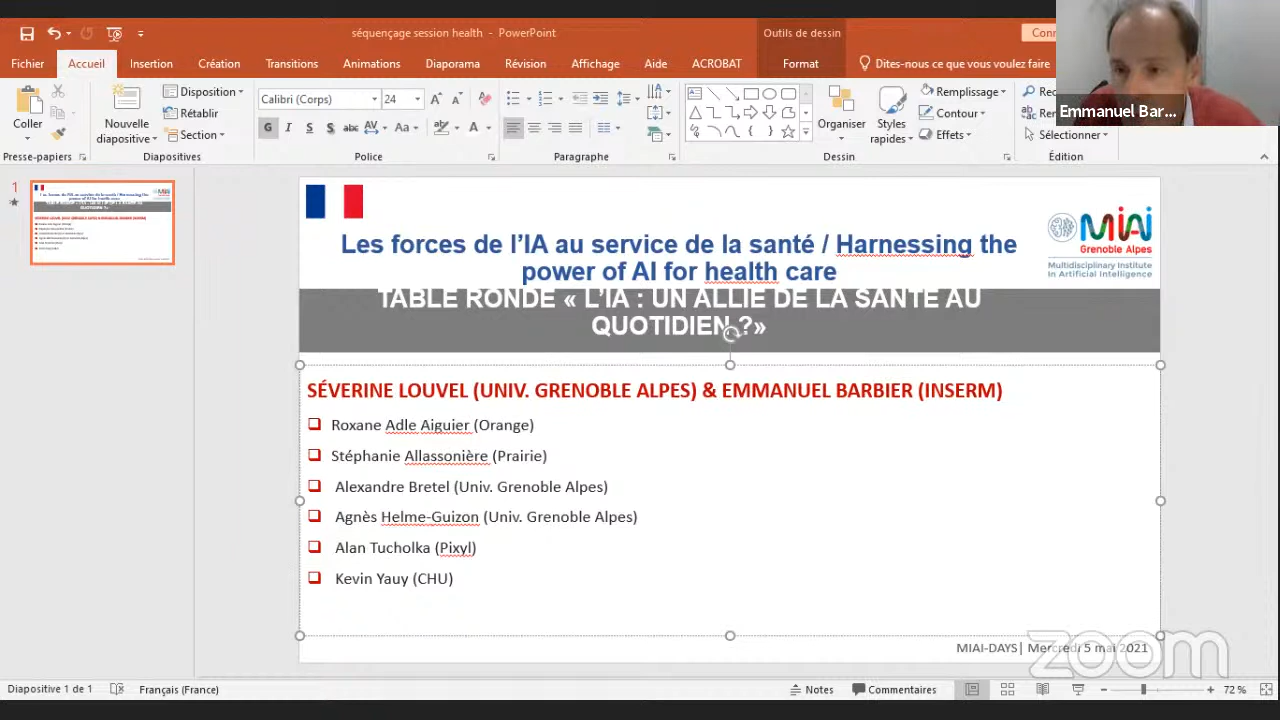 séquençage session health - PowerPoint
Outils de dessin
Fichier
Accueil
Insertion
Création
Transitions
Animations
Diaporama
Révision
Affichage
Aide
ACROBAT
Format
Dites-nous ce que vous voulez faire
Emmanuel Bar...
Coller
Nouvelle
diapositive
Disposition
Rétablir
Section
Calibri (Corps)
24
G I S S abc AV Aa
A
Organiser
Styles
rapides
Remplissage
Contour
Effets
Sélectionner
Presse-papiers
Diapositives
Police
Paragraphe
Dessin
Édition
1
Les forces de l'IA au service de la santé / Harnessing the
power of AI for health care
MIAI
Grenoble Alpes
Multidisciplinary Institute
In Artificial Intelligence
TABLE RONDE « L'IA : UN ALLIE DE LA SANTE AU
QUOTIDIEN ?»
SÉVERINE LOUVEL (UNIV. GRENOBLE ALPES) & EMMANUEL BARBIER (INSERM)
Roxane Adle Aiguier (Orange)
Stéphanie Allassonière (Prairie)
Alexandre Bretel (Univ. Grenoble Alpes)
Agnès Helme-Guizon (Univ. Grenoble Alpes)
Alan Tucholka (Pixyl)
Kevin Yauy (CHU)
MIAI-DAYS| Mercredi 5 mai 2021
zoom
Diapositive 1 de 1
Français (France)
Notes
Commentaires
72 %